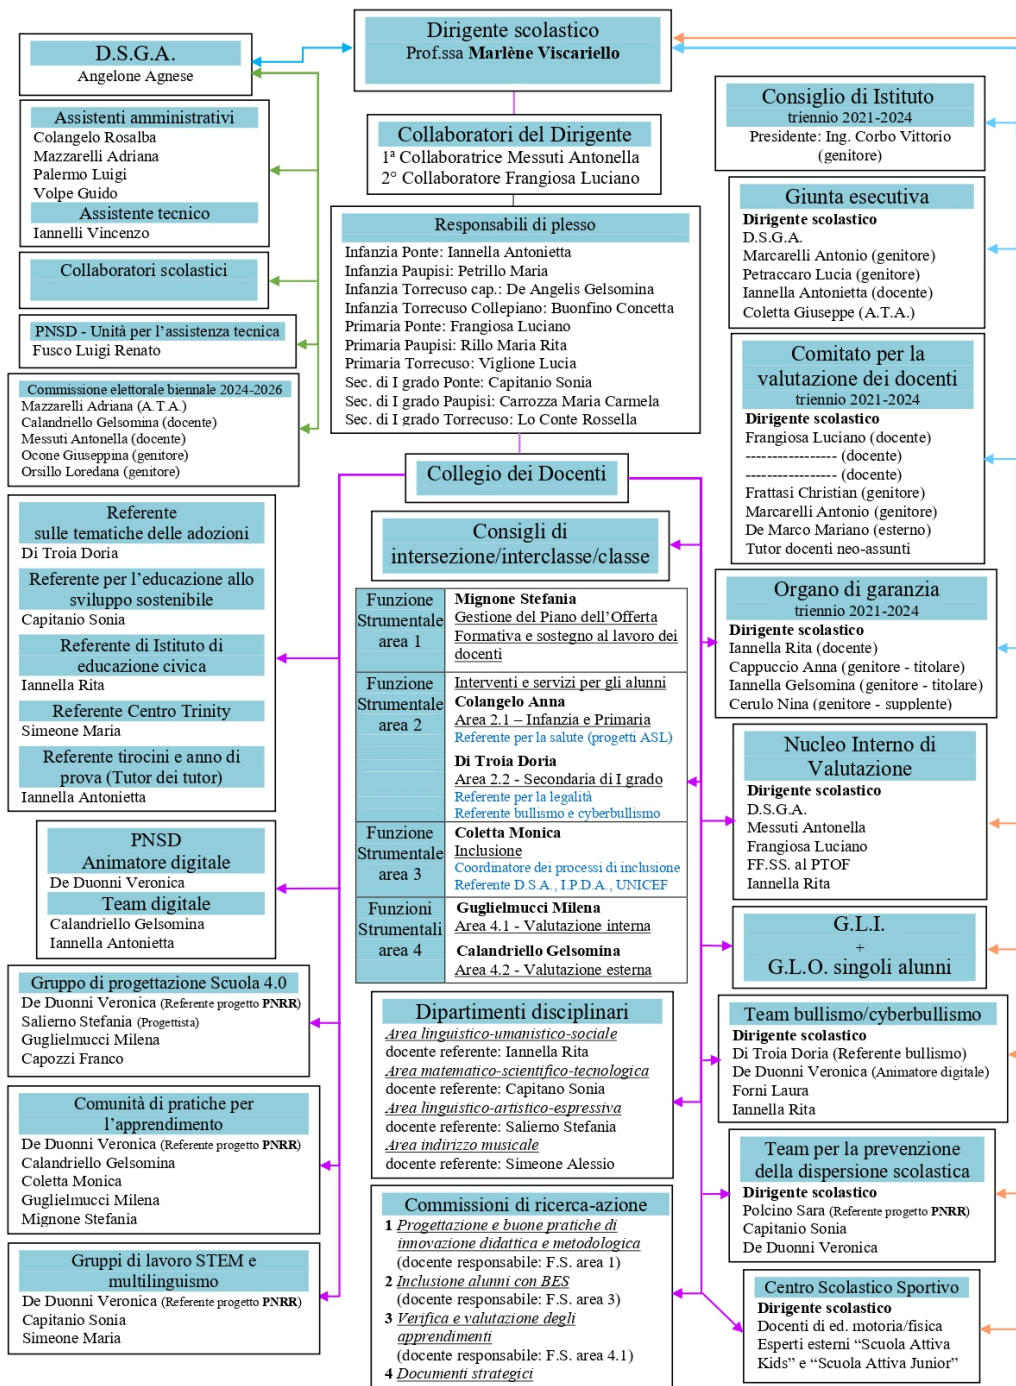 Dirigente scolastico
Prof.ssa Marlène Viscariello
D.S.G.A.
Angelone Agnese
Assistenti amministrativi
Colangelo Rosalba
Mazzarelli Adriana
Palermo Luigi
Volpe Guido
Assistente tecnico
Iannelli Vincenzo
Collaboratori scolastici
PNSD - Unità per l'assistenza tecnica
Fusco Luigi Renato
Commissione elettorale biennale 2024-2026
Mazzarelli Adriana (A.T.A.)
Calandriello Gelsomina (docente)
Messuti Antonella (docente)
Ocone Giuseppina (genitore)
Orsillo Loredana (genitore)
Collaboratori del Dirigente
1ª Collaboratrice Messuti Antonella
2° Collaboratore Frangiosa Luciano
Responsabili di plesso
Infanzia Ponte: Iannella Antonietta
Infanzia Paupisi: Petrillo Maria
Infanzia Torrecuso cap.: De Angelis Gelsomina
Infanzia Torrecuso Collepiano: Buonfino Concetta
Primaria Ponte: Frangiosa Luciano
Primaria Paupisi: Rillo Maria Rita
Primaria Torrecuso: Viglione Lucia
Sec. di I grado Ponte: Capitanio Sonia
Sec. di I grado Paupisi: Carrozza Maria Carmela
Sec. di I grado Torrecuso: Lo Conte Rossella
Consiglio di Istituto
triennio 2021-2024
Presidente: Ing. Corbo Vittorio
(genitore)
Giunta esecutiva
Dirigente scolastico
D.S.G.A.
Marcarelli Antonio (genitore)
Petraccaro Lucia (genitore)
Iannella Antonietta (docente)
Coletta Giuseppe (A.T.A.)
Comitato per la
valutazione dei docenti
triennio 2021-2024
Dirigente scolastico
Frangiosa Luciano (docente)
----------------- (docente)
----------------- (docente)
Frattasi Christian (genitore)
Marcarelli Antonio (genitore)
De Marco Mariano (esterno)
Tutor docenti neo-assunti
Organo di garanzia
triennio 2021-2024
Dirigente scolastico
Iannella Rita (docente)
Cappuccio Anna (genitore - titolare)
Iannella Gelsomina (genitore - titolare)
Cerulo Nina (genitore - supplente)
Collegio dei Docenti
Consigli di
intersezione/interclasse/classe
Referente
sulle tematiche delle adozioni
Di Troia Doria
Referente per l'educazione allo
sviluppo sostenibile
Capitanio Sonia
Referente di Istituto di
educazione civica
Iannella Rita
Referente Centro Trinity
Simeone Maria
Referente tirocini e anno di
prova (Tutor dei tutor)
Iannella Antonietta
PNSD
Animatore digitale
De Duonni Veronica
Team digitale
Calandriello Gelsomina
Iannella Antonietta
Gruppo di progettazione Scuola 4.0
De Duonni Veronica (Referente progetto PNRR)
Salierno Stefania (Progettista)
Guglielmucci Milena
Capozzi Franco
Comunità di pratiche per
l'apprendimento
De Duonni Veronica (Referente progetto PNRR)
Calandriello Gelsomina
Coletta Monica
Guglielmucci Milena
Mignone Stefania
Gruppi di lavoro STEM e
multilinguismo
De Duonni Veronica (Referente progetto PNRR)
Capitanio Sonia
Simeone Maria
Funzione
Strumentale
area 1
Mignone Stefania
Gestione del Piano dell'Offerta
Formativa e sostegno al lavoro dei
docenti
Funzione
Strumentale
area 2
Interventi e servizi per gli alunni
Colangelo Anna
Area 2.1 – Infanzia e Primaria
Referente per la salute (progetti ASL)
Di Troia Doria
Area 2.2 - Secondaria di I grado
Referente per la legalità
Referente bullismo e cyberbullismo
Funzione
Strumentale
area 3
Coletta Monica
Inclusione
Coordinatore dei processi di inclusione
Referente D.S.A., I.P.D.A., UNICEF
Funzioni
Strumentali
area 4
Guglielmucci Milena
Area 4.1 - Valutazione interna
Calandriello Gelsomina
Area 4.2 - Valutazione esterna
Dipartimenti disciplinari
Area linguistico-umanistico-sociale
docente referente: Iannella Rita
Area matematico-scientifico-tecnologica
docente referente: Capitano Sonia
Area linguistico-artistico-espressiva
docente referente: Salierno Stefania
Area indirizzo musicale
docente referente: Simeone Alessio
Commissioni di ricerca-azione
1 Progettazione e buone pratiche di
innovazione didattica e metodologica
(docente responsabile: F.S. area 1)
2 Inclusione alunni con BES
(docente responsabile: F.S. area 3)
3 Verifica e valutazione degli
apprendimenti
(docente responsabile: F.S. area 4.1)
4 Documenti strategici
Nucleo Interno di
Valutazione
Dirigente scolastico
D.S.G.A.
Messuti Antonella
Frangiosa Luciano
FF.SS. al PTOF
Iannella Rita
G.L.I.
+
G.L.O. singoli alunni
Team bullismo/cyberbullismo
Dirigente scolastico
Di Troia Doria (Referente bullismo)
De Duonni Veronica (Animatore digitale)
Forni Laura
Iannella Rita
Team per la prevenzione
della dispersione scolastica
Dirigente scolastico
Polcino Sara (Referente progetto PNRR)
Capitanio Sonia
De Duonni Veronica
Centro Scolastico Sportivo
Dirigente scolastico
Docenti di ed. motoria/fisica
Esperti esterni "Scuola Attiva
Kids" e "Scuola Attiva Junior"